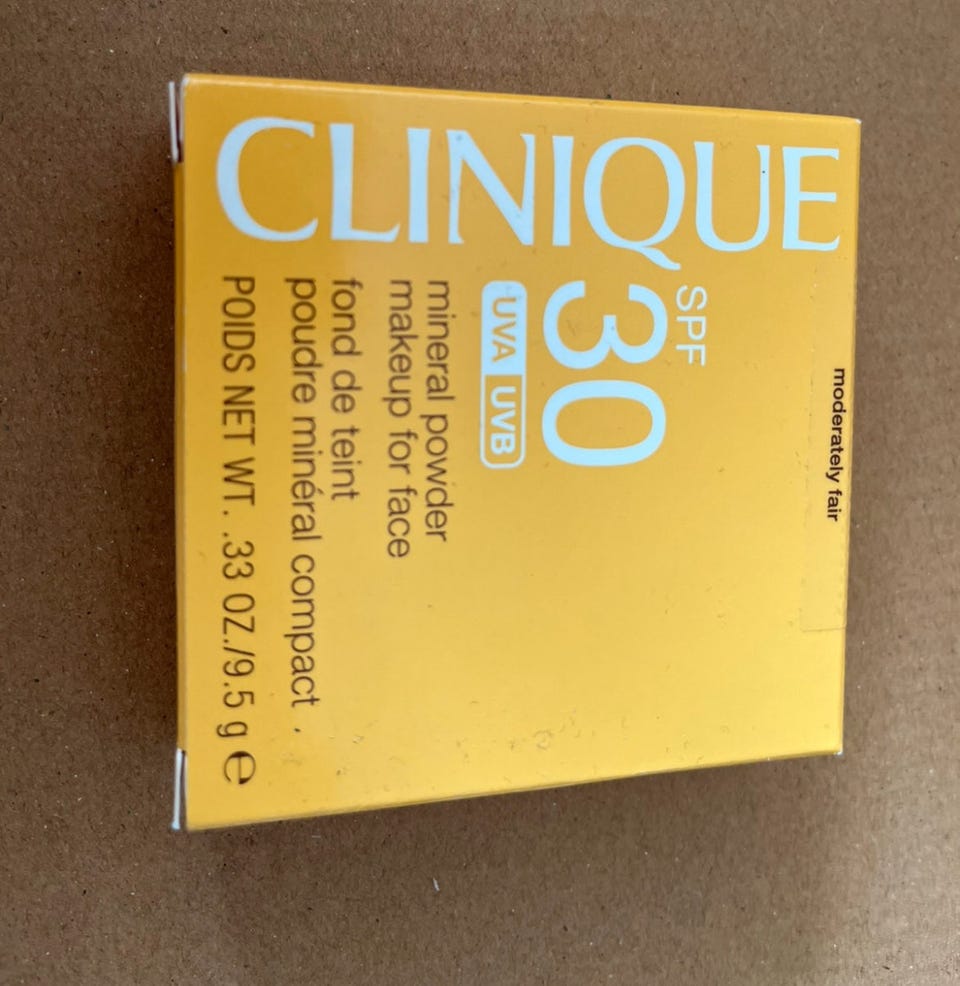 moderately fair
CLINIQUE
SPF
30
UVA UVB
mineral powder
makeup for face
fond de teint
poudre minéral compact
POIDS NET WT. .33 OZ./9.5 g ℮